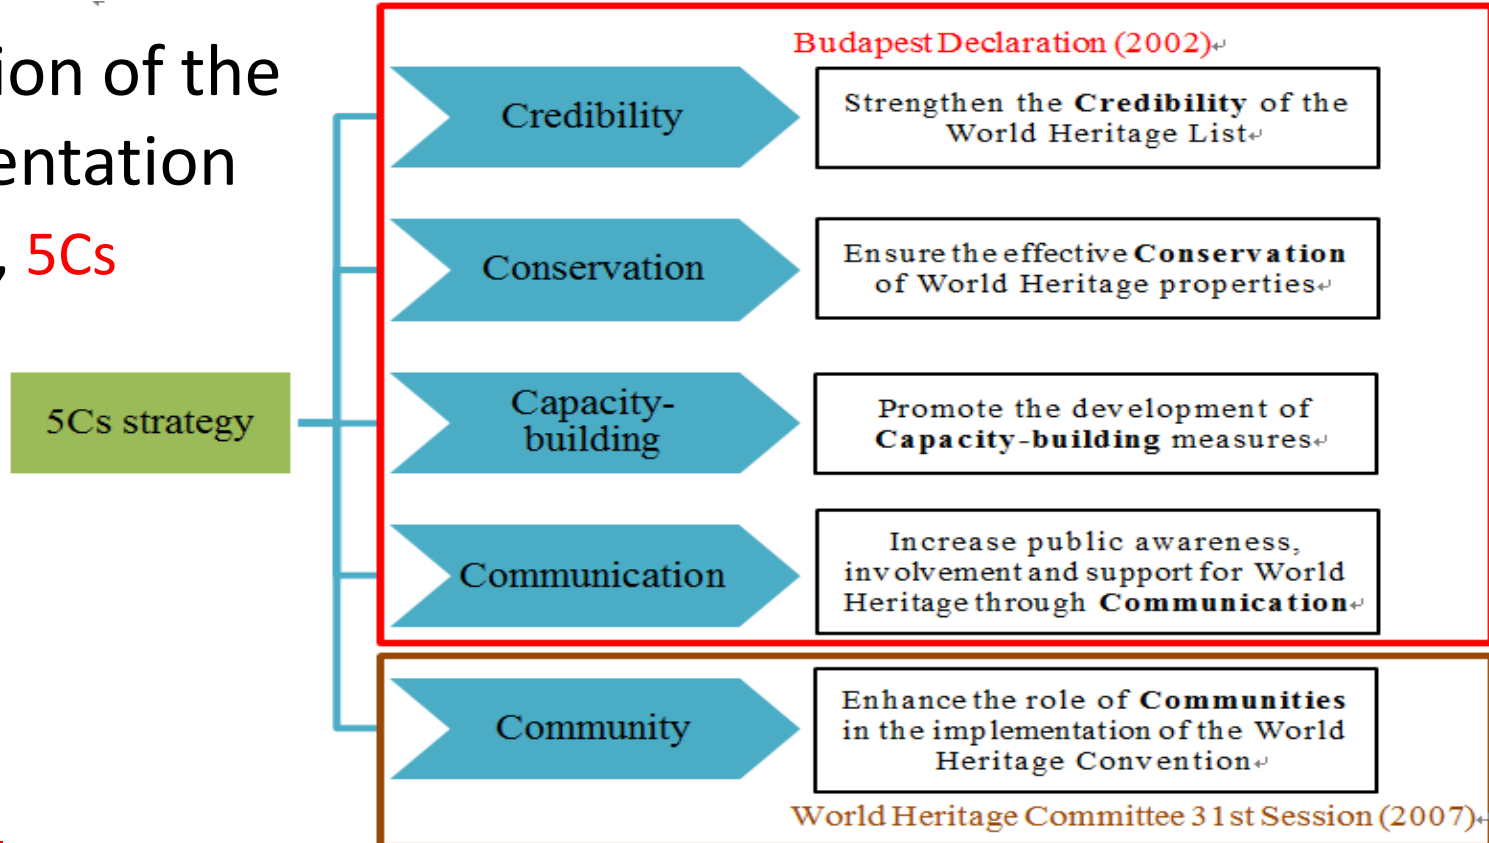 ion of the
entation
, 5Cs
5Cs strategy
Budapest Declaration (2002)
Credibility
Strengthen the Credibility of the
World Heritage List
Conservation
Ensure the effective Conservation
of World Heritage properties
Capacity-
building
Promote the development of
Capacity-building measures
Communication
Increase public awareness,
involvement and support for World
Heritage through Communication
Community
Enhance the role of Communities
in the implementation of the World
Heritage Convention
World Heritage Committee 31st Session (2007)